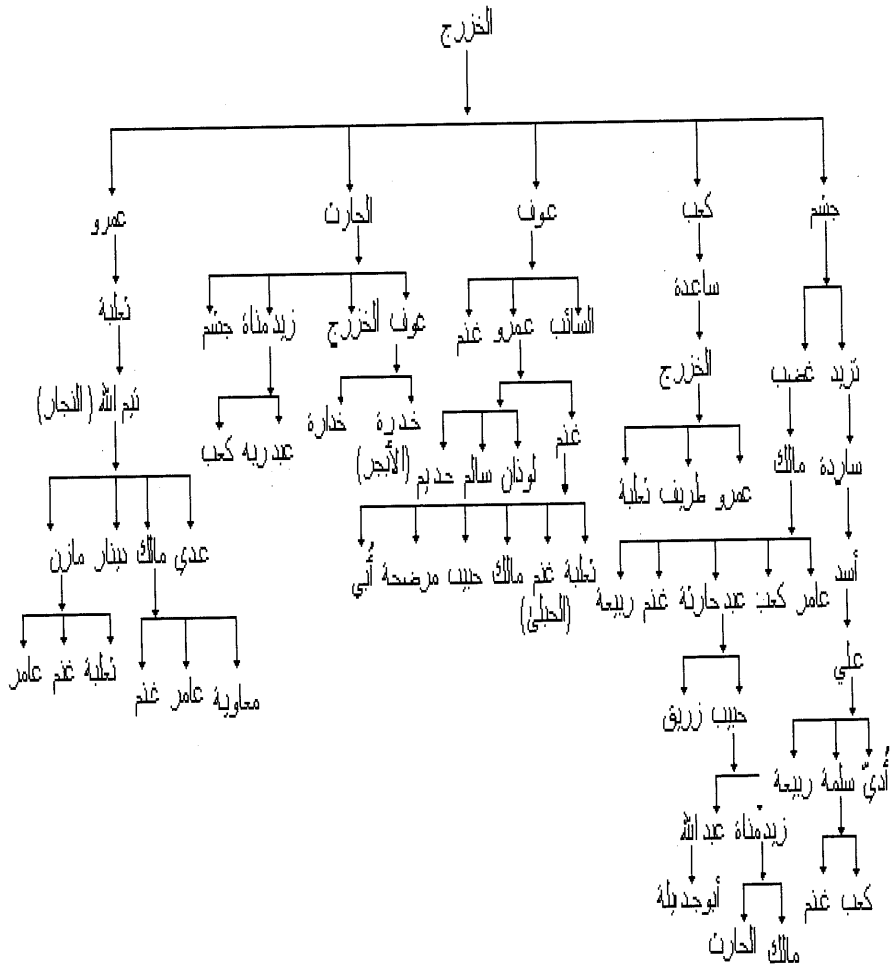 الخزرج
جشم كعب عوف الحارث عمرو
ساعدة
ثعلبة
السائب عمرو غنم
عوف الخزرج زيدمناة جشم
تزيد غضب
الخزرج
تيم الله (النجار)
خدرة خدارة
(الأبجر)
عبدربه كعب
غنم
لوذان سالم حديم
ساردة
مالك
عمرو طريف ثعلبة
عدي مالك دينار مازن
ثعلبة غنم مالك حبيب مرضحة أبي
(الحبلى)
أسد
عامر كعب عبدحارثة غنم ربيعة
علي
ثعلبة غنم عامر
معاوية عامر غنم
حبيب زريق
أُديّ سلمة ربيعة
زيدمناة عبدالله
كعب غنم
أبوجديلة
مالك الحارث